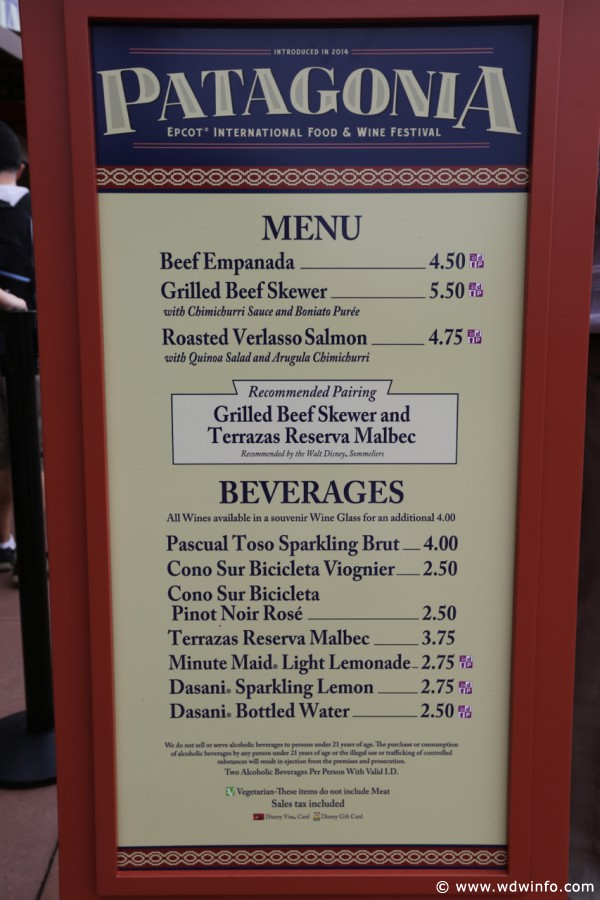 INTRODUCED IN 2014
PATAGONIA
EPCOT® INTERNATIONAL FOOD & WINE FESTIVAL
MENU
Beef Empanada 4.50
Grilled Beef Skewer 5.50
with Chimichurri Sauce and Boniato Purée
Roasted Verlasso Salmon 4.75
with Quinoa Salad and Arugula Chimichurri
Recommended Pairing
Grilled Beef Skewer and
Terrazas Reserva Malbec
Recommended by the Walt Disney® Sommeliers
BEVERAGES
All Wines available in a souvenir Wine Glass for an additional 4.00
Pascual Toso Sparkling Brut 4.00
Cono Sur Bicicleta Viognier 2.50
Cono Sur Bicicleta
Pinot Noir Rosé 2.50
Terrazas Reserva Malbec 3.75
Minute Maid® Light Lemonade 2.75
Dasani® Sparkling Lemon 2.75
Dasani® Bottled Water 2.50
We do not sell or serve alcoholic beverages to persons under 21 years of age. The purchase or consumption
of alcoholic beverages by any person under 21 years of age or the illegal use or trafficking of controlled
substances will result in ejection from the premises and prosecution.
Two Alcoholic Beverages Per Person With Valid I.D.
V Vegetarian-These items do not include Meat
Sales tax included
Disney Visa® Card Disney Gift Card
© www.wdwinfo.com